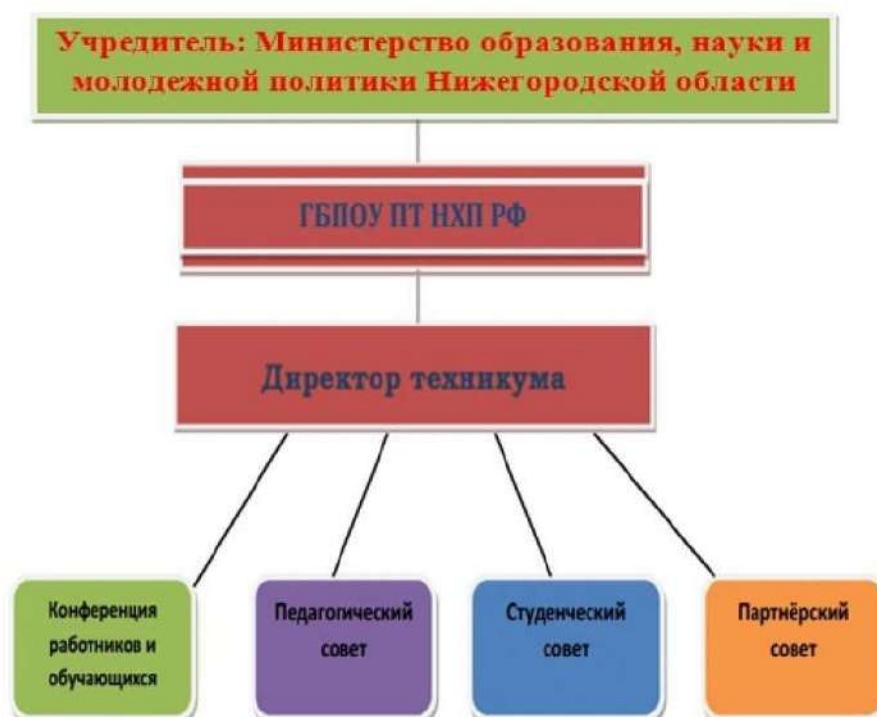 Учредитель: Министерство образования, науки и
молодежной политики Нижегородской области
ГБПОУ ПТ НХП РФ
Директор техникума
Конференция
работников и
обучающихся
Педагогический
совет
Студенческий
совет
Партнёрский
совет